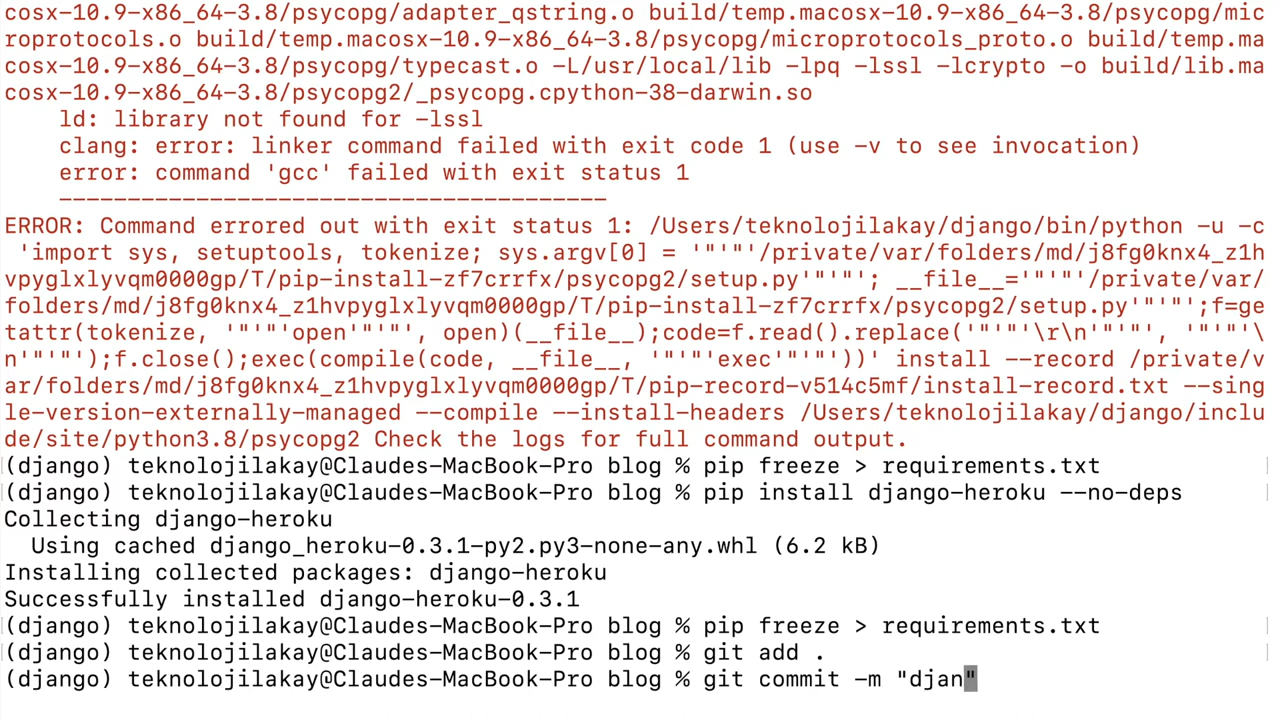 cosx-10.9-x86_64-3.8/psycopg/adapter_qstring.o build/temp.macosx-10.9-x86_64-3.8/psycopg/mic
roprotocols.o build/temp.macosx-10.9-x86_64-3.8/psycopg/microprotocols_proto.o build/temp.ma
cosx-10.9-x86_64-3.8/psycopg/typecast.o -L/usr/local/lib -lpq -lssl -lcrypto -o build/lib.ma
cosx-10.9-x86_64-3.8/psycopg2/_psycopg.cpython-38-darwin.so
ld: library not found for -lssl
clang: error: linker command failed with exit code 1 (use -v to see invocation)
error: command 'gcc' failed with exit status 1
----------------------------------------
ERROR: Command errored out with exit status 1: /Users/teknolojilakay/django/bin/python -u -c
'import sys, setuptools, tokenize; sys.argv[0] = '"'"'/private/var/folders/md/j8fg0knx4_z1h
vpyglxlyvqm0000gp/T/pip-install-zf7crrfx/psycopg2/setup.py'"'"'; __file__='"'"'/private/var/
folders/md/j8fg0knx4_z1hvpyglxlyvqm0000gp/T/pip-install-zf7crrfx/psycopg2/setup.py'"'"';f=ge
tattr(tokenize, '"'"'open'"'"', open)(__file__);code=f.read().replace('"'"'\r\n'"'"', '"'"'\
n'"'"');f.close();exec(compile(code, __file__, '"'"'exec'"'"'))' install --record /private/v
ar/folders/md/j8fg0knx4_z1hvpyglxlyvqm0000gp/T/pip-record-v514c5mf/install-record.txt --sing
le-version-externally-managed --compile --install-headers /Users/teknolojilakay/django/inclu
de/site/python3.8/psycopg2 Check the logs for full command output.
(django) teknolojilakay@Claudes-MacBook-Pro blog % pip freeze > requirements.txt
(django) teknolojilakay@Claudes-MacBook-Pro blog % pip install django-heroku --no-deps
Collecting django-heroku
Using cached django_heroku-0.3.1-py2.py3-none-any.whl (6.2 kB)
Installing collected packages: django-heroku
Successfully installed django-heroku-0.3.1
(django) teknolojilakay@Claudes-MacBook-Pro blog % pip freeze > requirements.txt
(django) teknolojilakay@Claudes-MacBook-Pro blog % git add .
(django) teknolojilakay@Claudes-MacBook-Pro blog % git commit -m "djan"